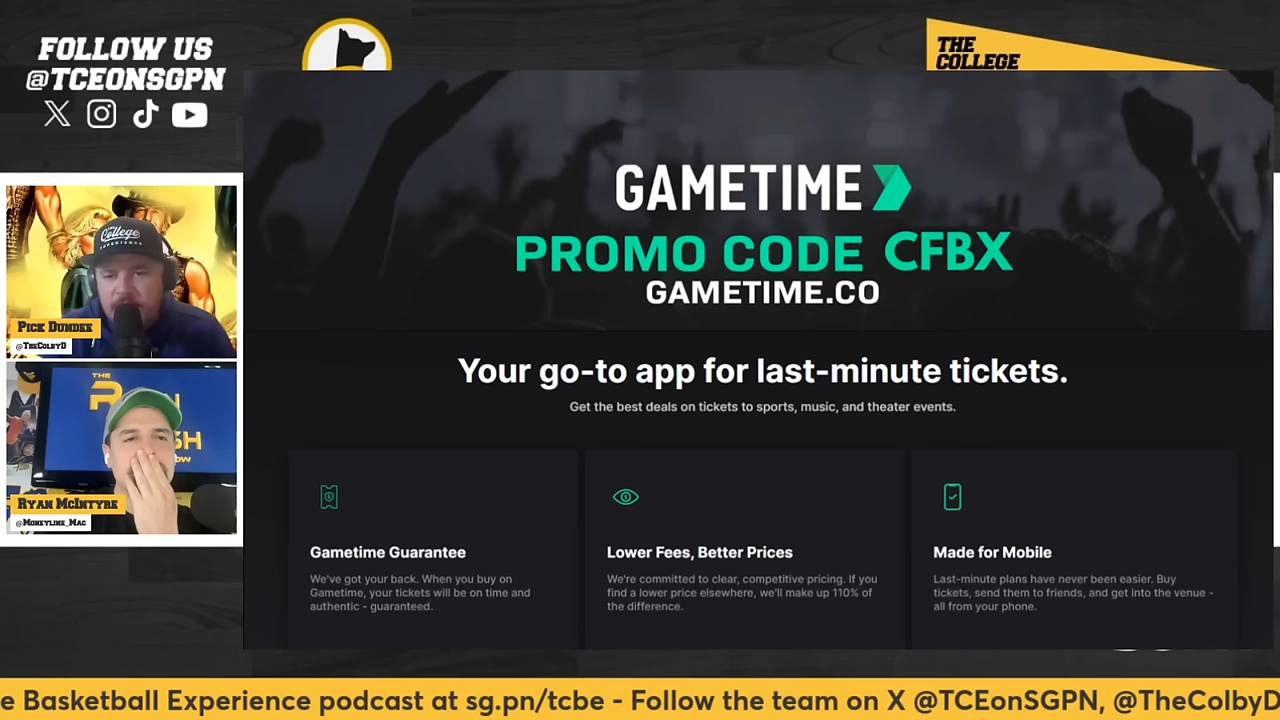 FOLLOW US
@TCEONSGPN
THE
COLLEGE
GAMETIME
PROMO CODE CFBX
GAMETIME.CO
Your go-to app for last-minute tickets.
Get the best deals on tickets to sports, music, and theater events.
College
EXPERIENCE
PICK DUNDEE
@THECOLBYD
THE
RYAN MCINTYRE
@MONEYLINE_MAC
Gametime Guarantee
We've got your back. When you buy on
Gametime, your tickets will be on time and
authentic - guaranteed.
Lower Fees, Better Prices
We're committed to clear, competitive pricing. If you
find a lower price elsewhere, we'll make up 110% of
the difference.
Made for Mobile
Last-minute plans have never been easier. Buy
tickets, send them to friends, and get into the venue -
all from your phone.
e Basketball Experience podcast at sg.pn/tcbe - Follow the team on X @TCEonSGPN, @TheColbyD